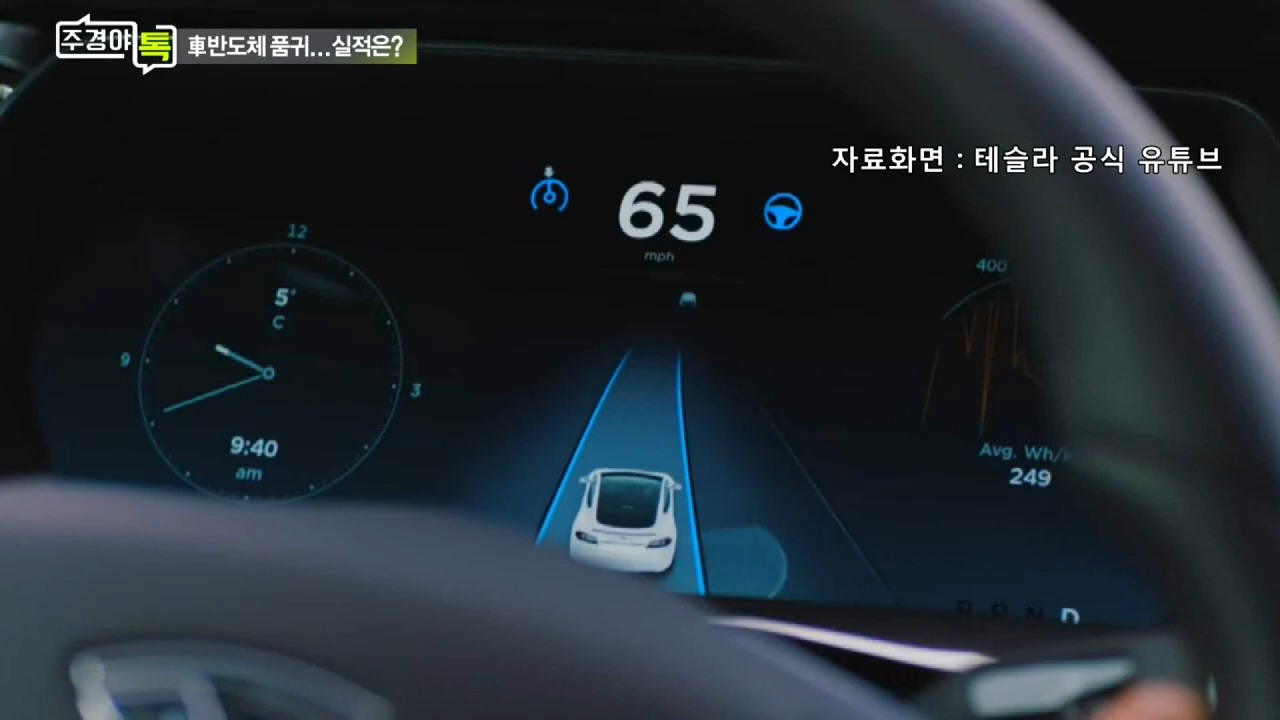 주경야톡 車반도체 품귀...실적은?
자료화면 : 테슬라 공식 유튜브
65
mph
12
9
3
5°
C
9:40
am
400
Avg. Wh/
249
P R N D